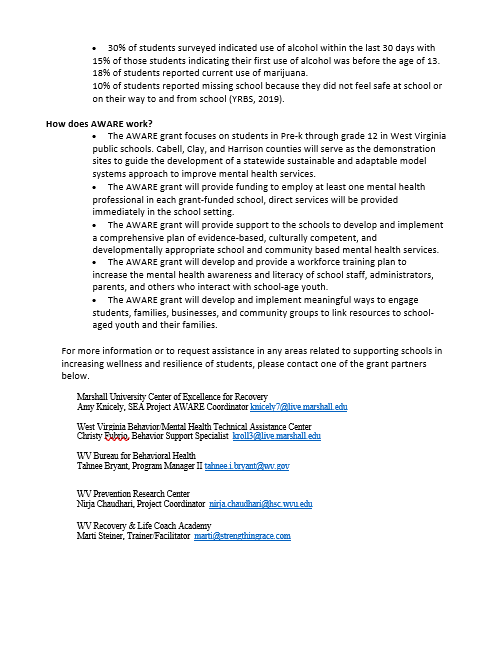 • 30% of students surveyed indicated use of alcohol within the last 30 days with
15% of those students indicating their first use of alcohol was before the age of 13.
18% of students reported current use of marijuana.
10% of students reported missing school because they did not feel safe at school or
on their way to and from school (YRBS, 2019).
How does AWARE work?
• The AWARE grant focuses on students in Pre-k through grade 12 in West Virginia
public schools. Cabell, Clay, and Harrison counties will serve as the demonstration
sites to guide the development of a statewide sustainable and adaptable model
systems approach to improve mental health services.
• The AWARE grant will provide funding to employ at least one mental health
professional in each grant-funded school, direct services will be provided
immediately in the school setting.
• The AWARE grant will provide support to the schools to develop and implement
a comprehensive plan of evidence-based, culturally competent, and
developmentally appropriate school and community based mental health services.
• The AWARE grant will develop and provide a workforce training plan to
increase the mental health awareness and literacy of school staff, administrators,
parents, and others who interact with school-age youth.
• The AWARE grant will develop and implement meaningful ways to engage
students, families, businesses, and community groups to link resources to school-
aged youth and their families.
For more information or to request assistance in any areas related to supporting schools in
increasing wellness and resilience of students, please contact one of the grant partners
below.
Marshall University Center of Excellence for Recovery
Amy Knicely, SEA Project AWARE Coordinator knicely7@live.marshall.edu
West Virginia Behavior/Mental Health Technical Assistance Center
Christy Fubrio, Behavior Support Specialist kroll3@live.marshall.edu
WV Bureau for Behavioral Health
Tahnee Bryant, Program Manager II tahnee.i.bryant@wv.gov
WV Prevention Research Center
Nirja Chaudhari, Project Coordinator nirja.chaudhari@hsc.wvu.edu
WV Recovery & Life Coach Academy
Marti Steiner, Trainer/Facilitator marti@strengthingrace.com